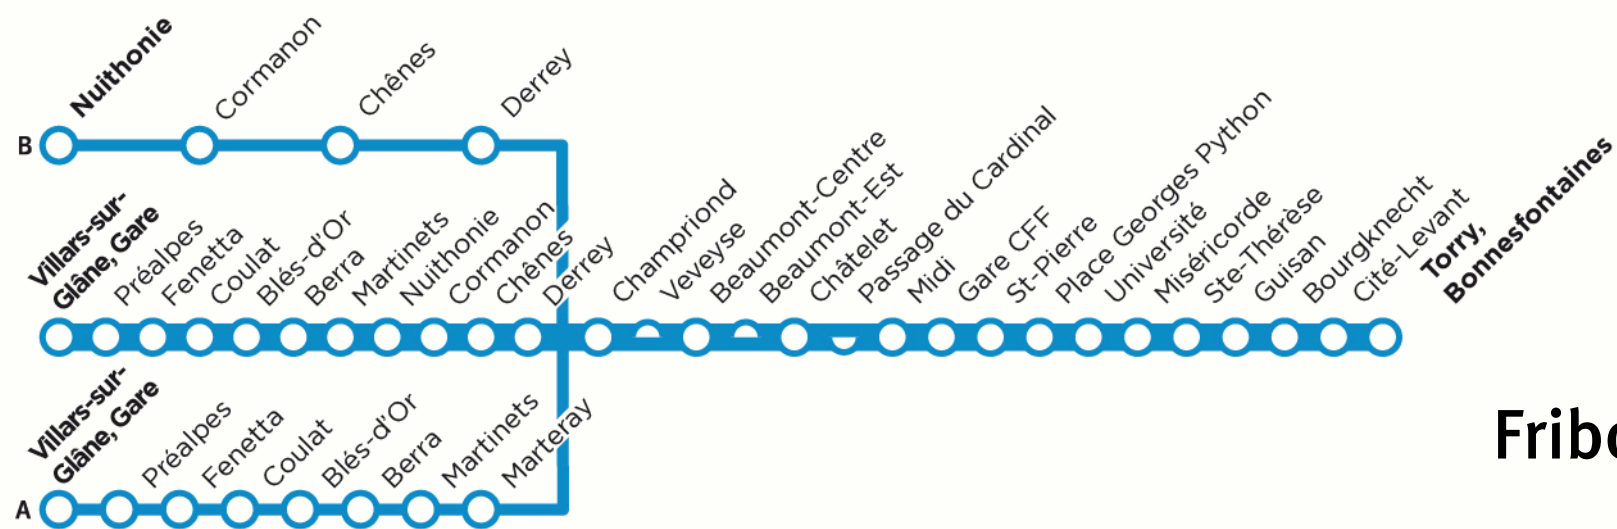 B
Nuithonie
Cormanon
Chênes
Derrey
Villars-sur-
Glâne, Gare
Préalpes
Fenetta
Coulat
Blés-d'Or
Berra
Martinets
Nuithonie
Cormanon
Chênes
Derrey
Champriond
Veveyse
Beaumont-Centre
Beaumont-Est
Châtelet
Passage du Cardinal
Midi
Gare CFF
St-Pierre
Place Georges Python
Université
Miséricorde
Ste-Thérèse
Guisan
Bourgknecht
Cité-Levant
Torry,
Bonnesfontaines
A
Villars-sur-
Glâne, Gare
Préalpes
Fenetta
Coulat
Blés-d'Or
Berra
Martinets
Marteray